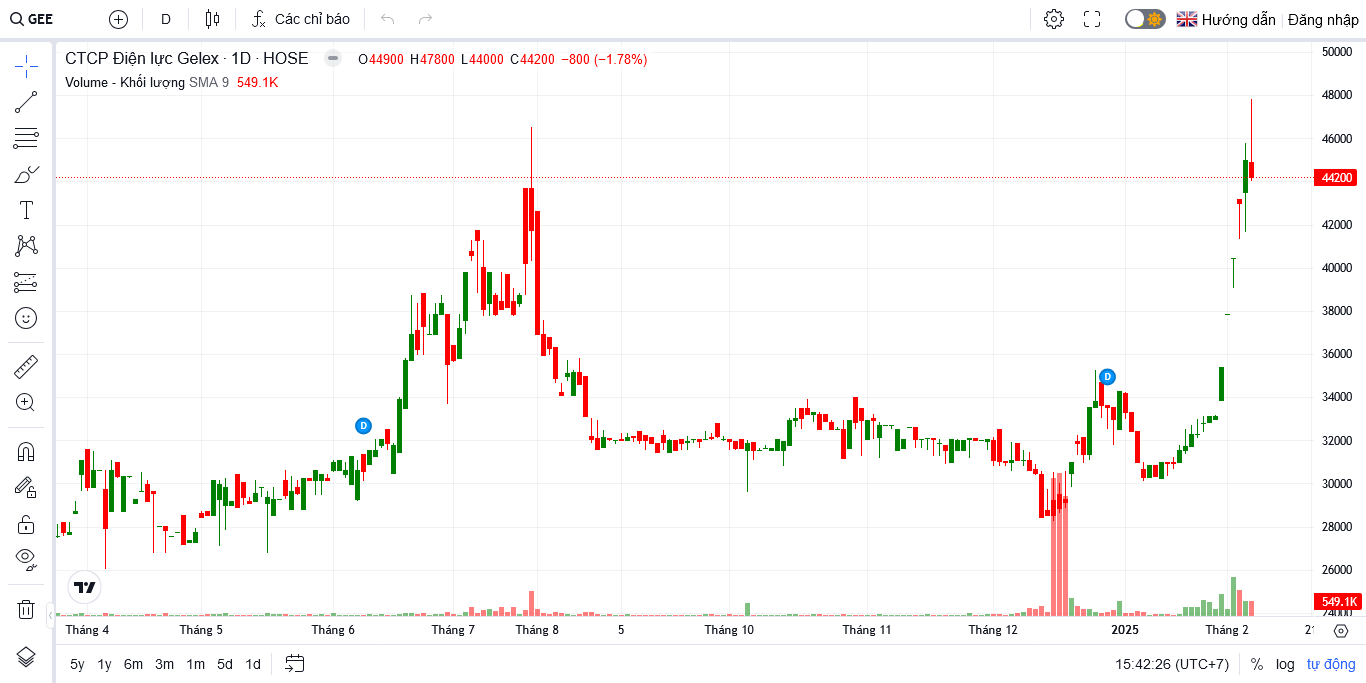 GEE D Các chỉ báo Hướng dẫn Đăng nhập
CTCP Điện lực Gelex · 1D · HOSE O44900 H47800 L44000 C44200 −800 (−1.78%)
Volume - Khối lượng SMA 9 549.1K
50000
48000
46000
44200
42000
40000
38000
36000
34000
32000
30000
28000
26000
549.1K
24000
D
D
Tháng 4 Tháng 5 Tháng 6 Tháng 7 Tháng 8 5 Tháng 10 Tháng 11 Tháng 12 2025 Tháng 2 21
5y 1y 6m 3m 1m 5d 1d 15:42:26 (UTC+7) % log tự động